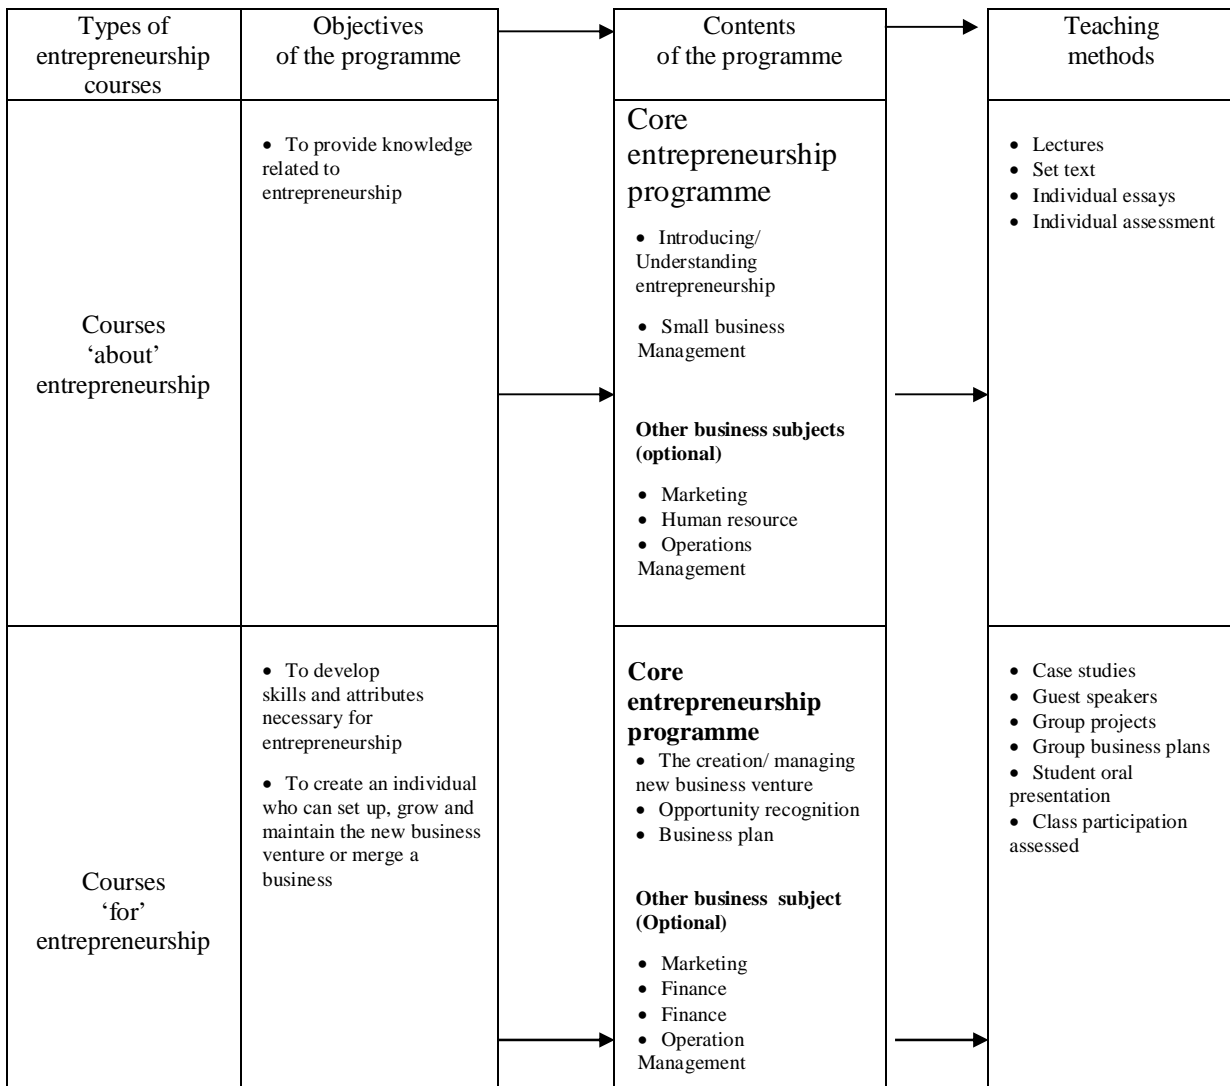 Types of
entrepreneurship
courses
Objectives
of the programme
Contents
of the programme
Teaching
methods
Courses
‘about’
entrepreneurship
• To provide knowledge
related to
entrepreneurship
Core
entrepreneurship
programme
• Introducing/
Understanding
entrepreneurship
• Small business
Management
Other business subjects
(optional)
• Marketing
• Human resource
• Operations
Management
• Lectures
• Set text
• Individual essays
• Individual assessment
Courses
‘for’
entrepreneurship
• To develop
skills and attributes
necessary for
entrepreneurship
• To create an individual
who can set up, grow and
maintain the new business
venture or merge a
business
Core
entrepreneurship
programme
• The creation/ managing
new business venture
• Opportunity recognition
• Business plan
Other business subject
(Optional)
• Marketing
• Finance
• Finance
• Operation
Management
• Case studies
• Guest speakers
• Group projects
• Group business plans
• Student oral
presentation
• Class participation
assessed